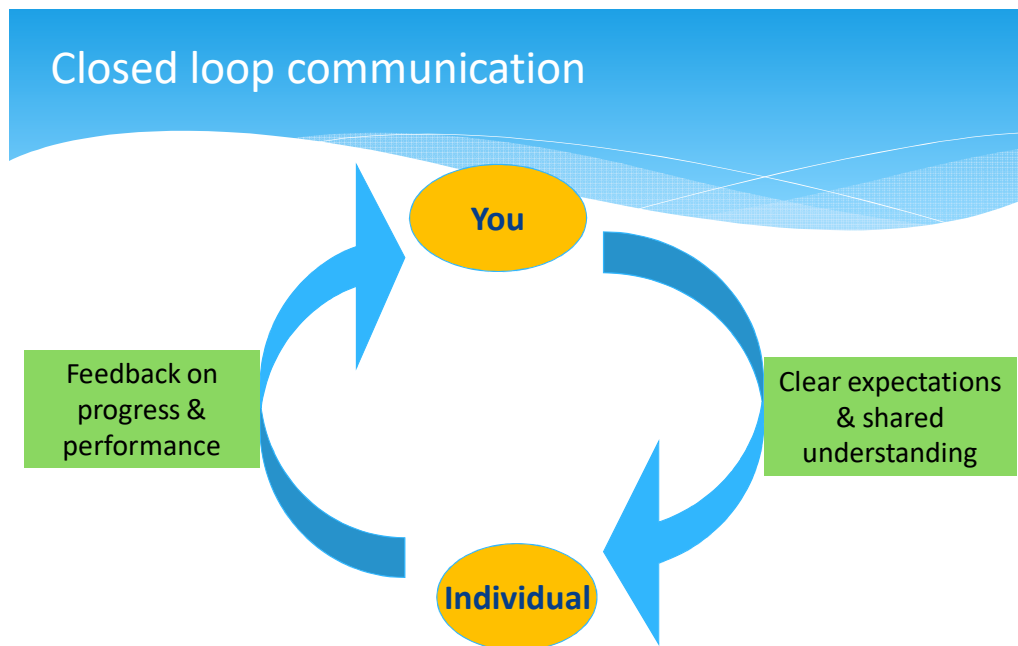 Closed loop communication
You
Feedback on
progress &
performance
Clear expectations
& shared
understanding
Individual